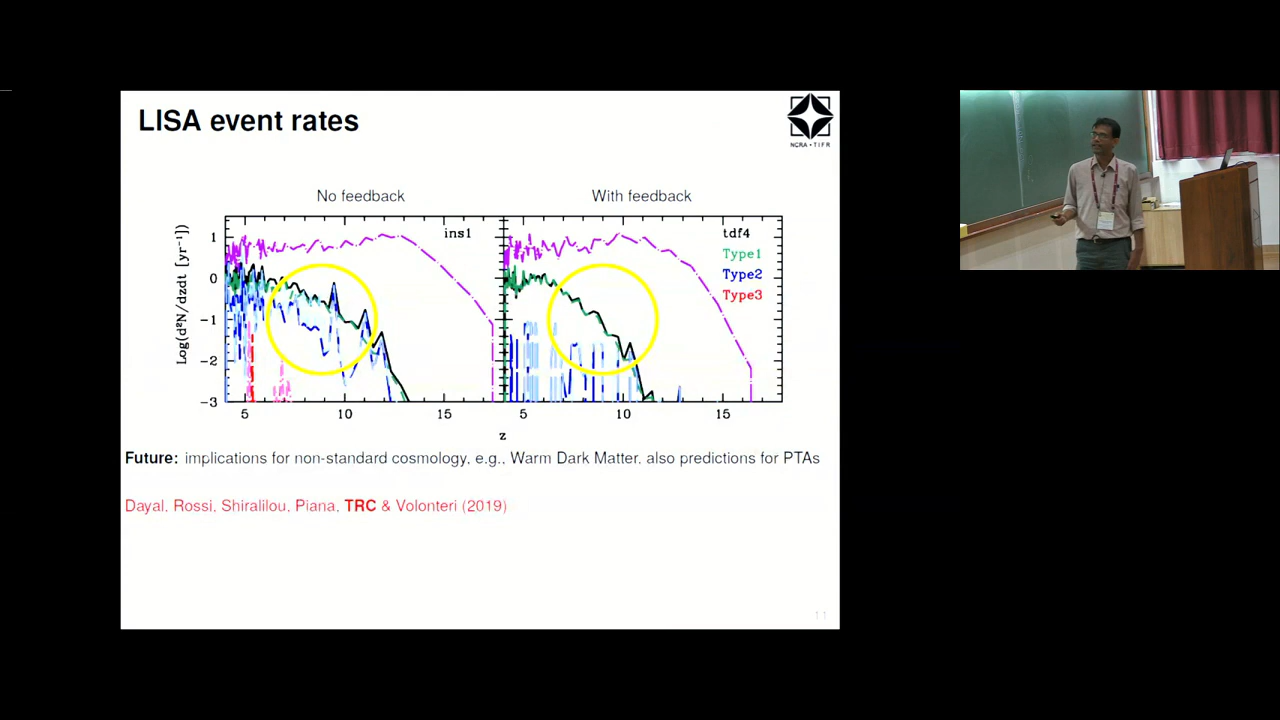 LISA event rates
NCRA • TIFR
No feedback
With feedback
Log(d²N/dzdt [yr⁻¹])
1
0
-1
-2
-3
ins1
tdf4
Type1
Type2
Type3
5
10
15
5
10
15
z
Future: implications for non-standard cosmology, e.g., Warm Dark Matter, also predictions for PTAs
Dayal, Rossi, Shiralilou, Piana, TRC & Volonteri (2019)
11